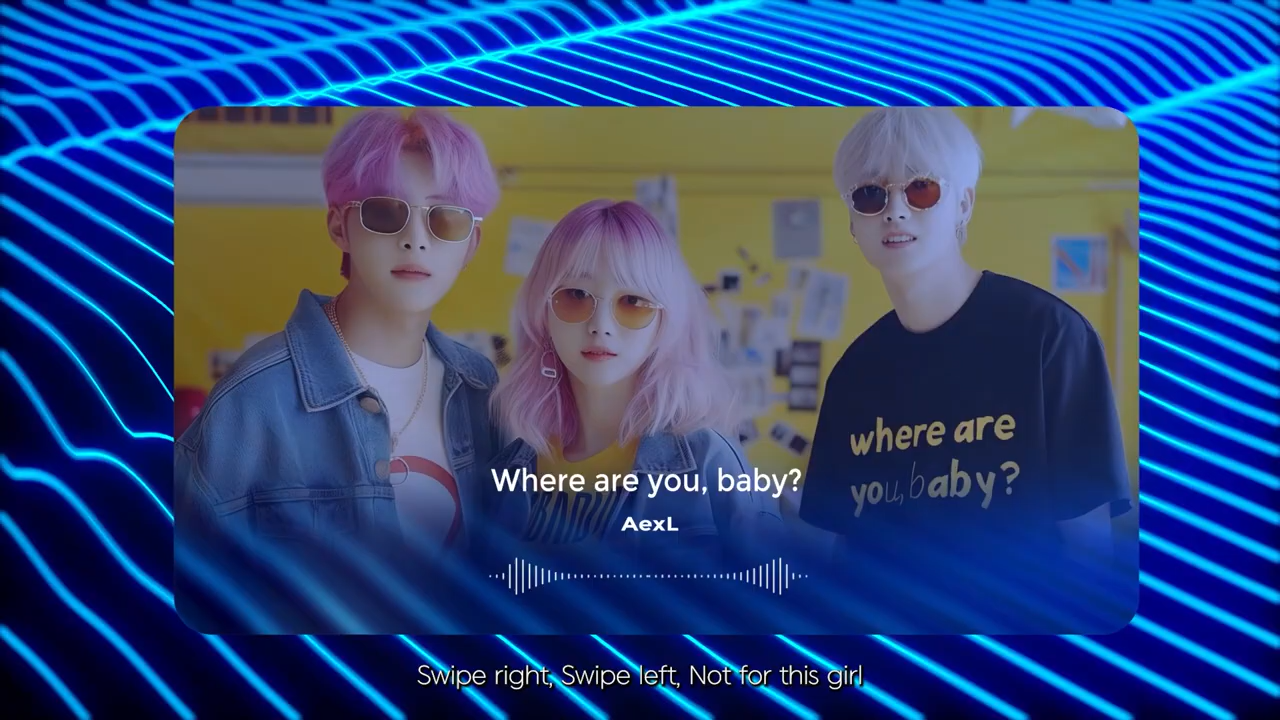 where are
you, baby?
Where are you, baby?
AexL
Swipe right, Swipe left, Not for this girl